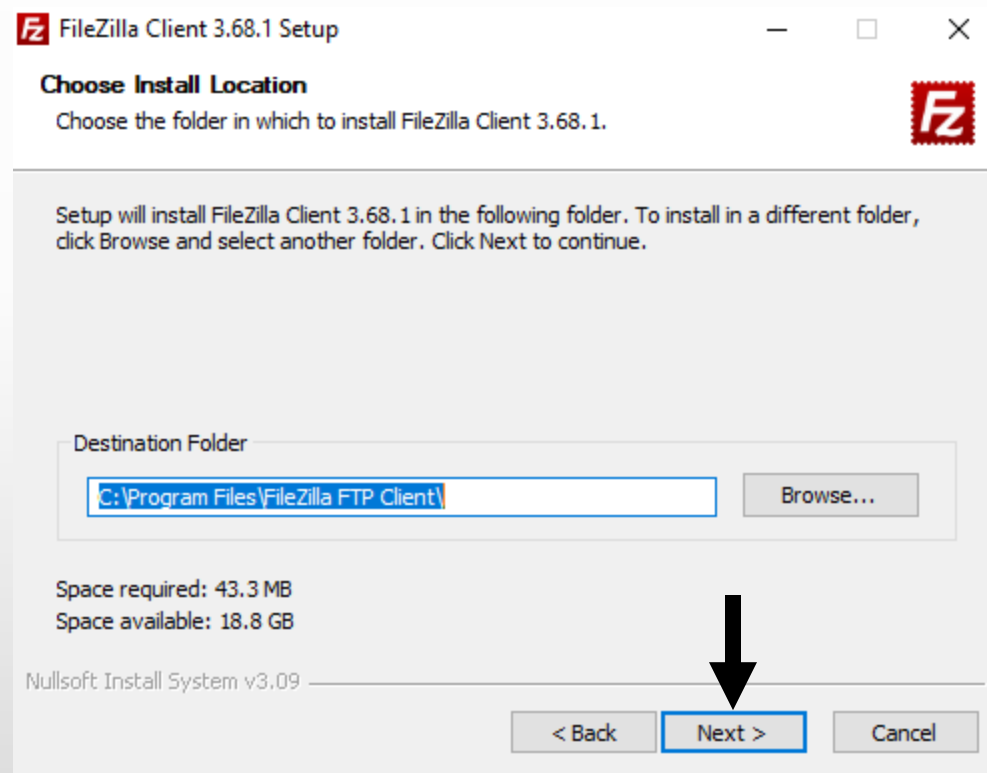 FileZilla Client 3.68.1 Setup
Choose Install Location
Choose the folder in which to install FileZilla Client 3.68.1.
Fz
Setup will install FileZilla Client 3.68.1 in the following folder. To install in a different folder,
click Browse and select another folder. Click Next to continue.
Destination Folder
C:\Program Files\FileZilla FTP Client\
Browse...
Space required: 43.3 MB
Space available: 18.8 GB
Nullsoft Install System v3.09
< Back
Next >
Cancel